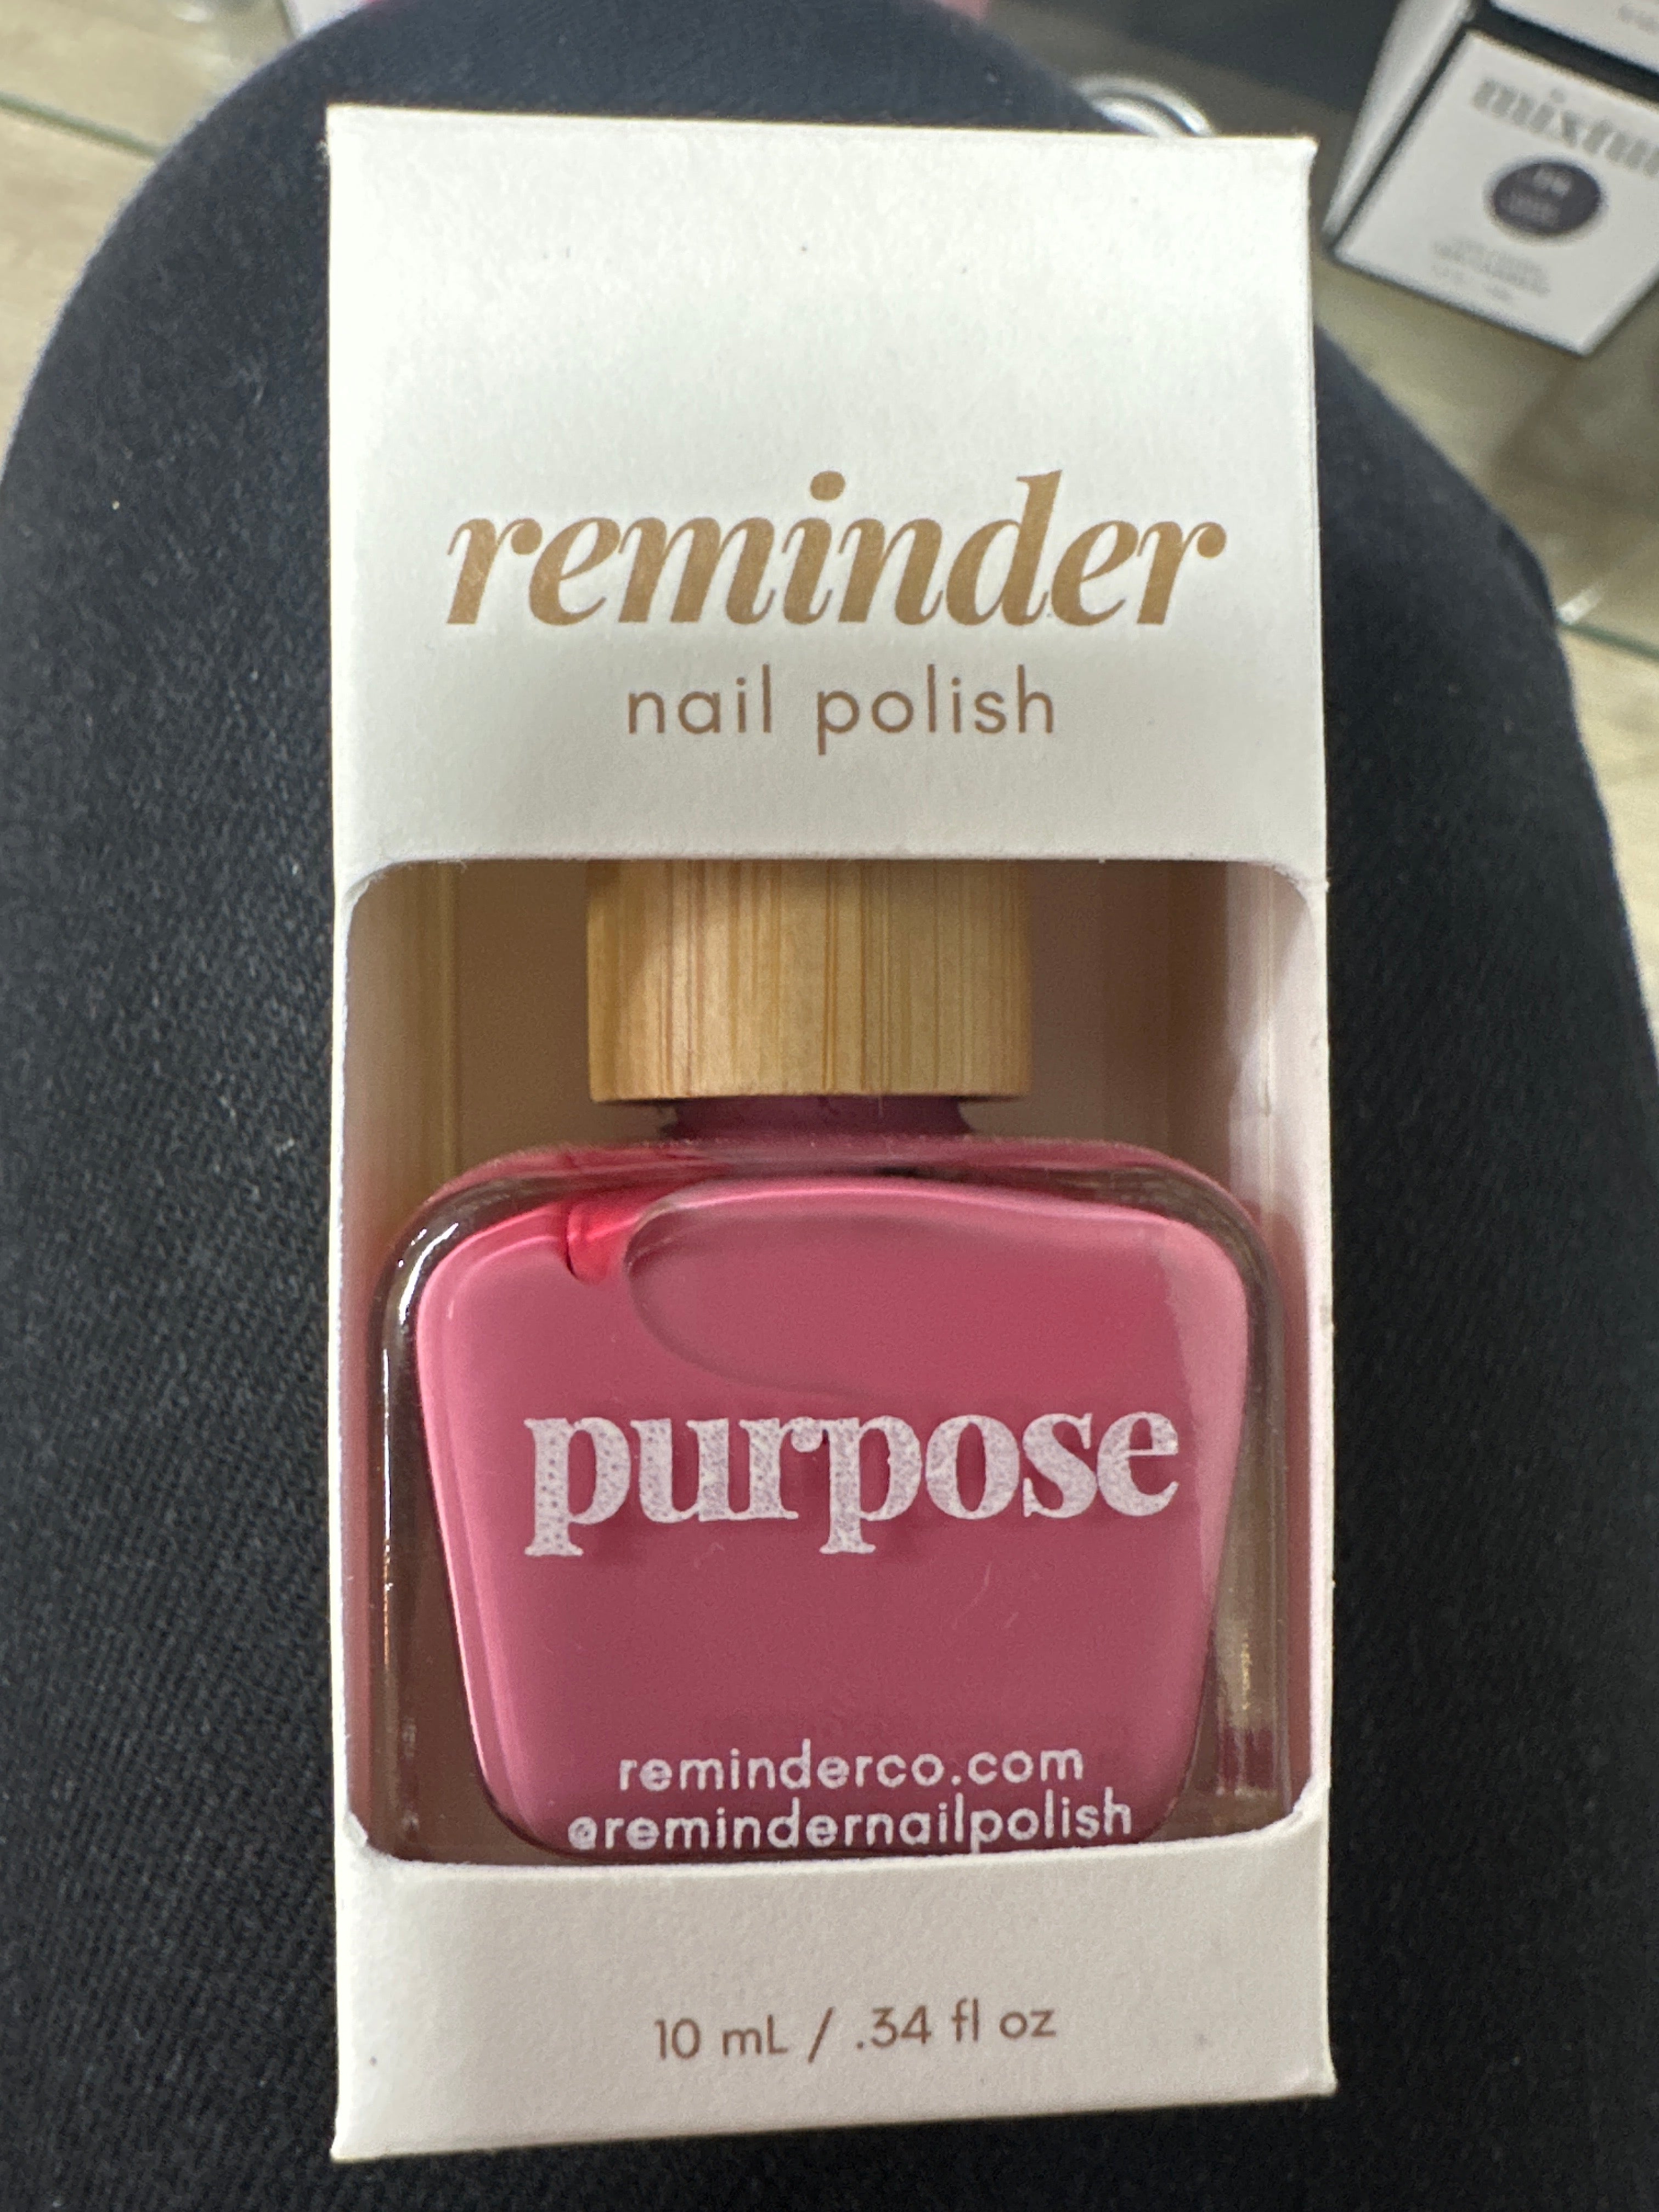 reminder
nail polish
purpose
reminderco.com
@remindernailpolish
10 mL / .34 fl oz